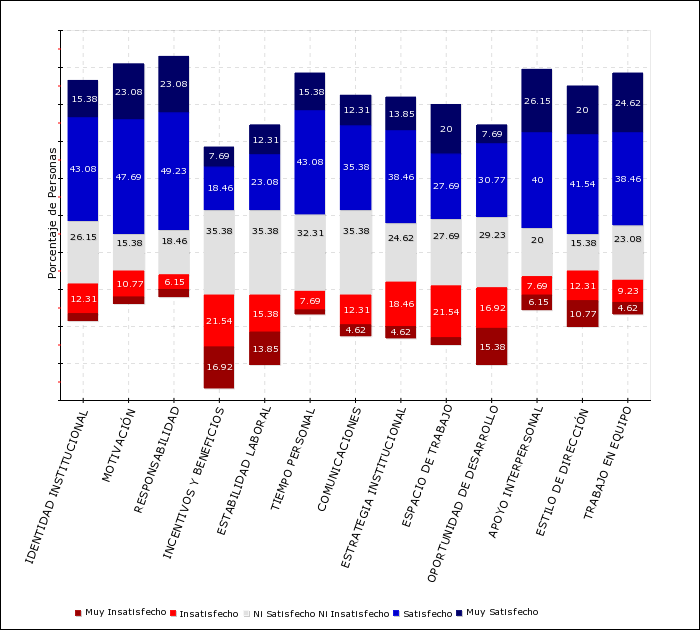 Porcentaje de Personas
15.38 23.08 23.08 7.69 12.31 15.38 12.31 13.85 20 7.69 26.15 20 24.62
43.08 47.69 49.23 18.46 23.08 43.08 35.38 38.46 27.69 30.77 40 41.54 38.46
26.15 15.38 18.46 35.38 35.38 32.31 35.38 24.62 27.69 29.23 20 15.38 23.08
12.31 10.77 6.15 21.54 15.38 7.69 12.31 18.46 21.54 16.92 7.69 12.31 9.23
16.92 13.85 4.62 4.62 15.38 6.15 10.77 4.62
IDENTIDAD INSTITUCIONAL
MOTIVACIÓN
RESPONSABILIDAD
INCENTIVOS Y BENEFICIOS
ESTABILIDAD LABORAL
TIEMPO PERSONAL
COMUNICACIONES
ESTRATEGIA INSTITUCIONAL
ESPACIO DE TRABAJO
OPORTUNIDAD DE DESARROLLO
APOYO INTERPERSONAL
ESTILO DE DIRECCIÓN
TRABAJO EN EQUIPO
Muy Insatisfecho Insatisfecho Ni Satisfecho Ni Insatisfecho Satisfecho Muy Satisfecho